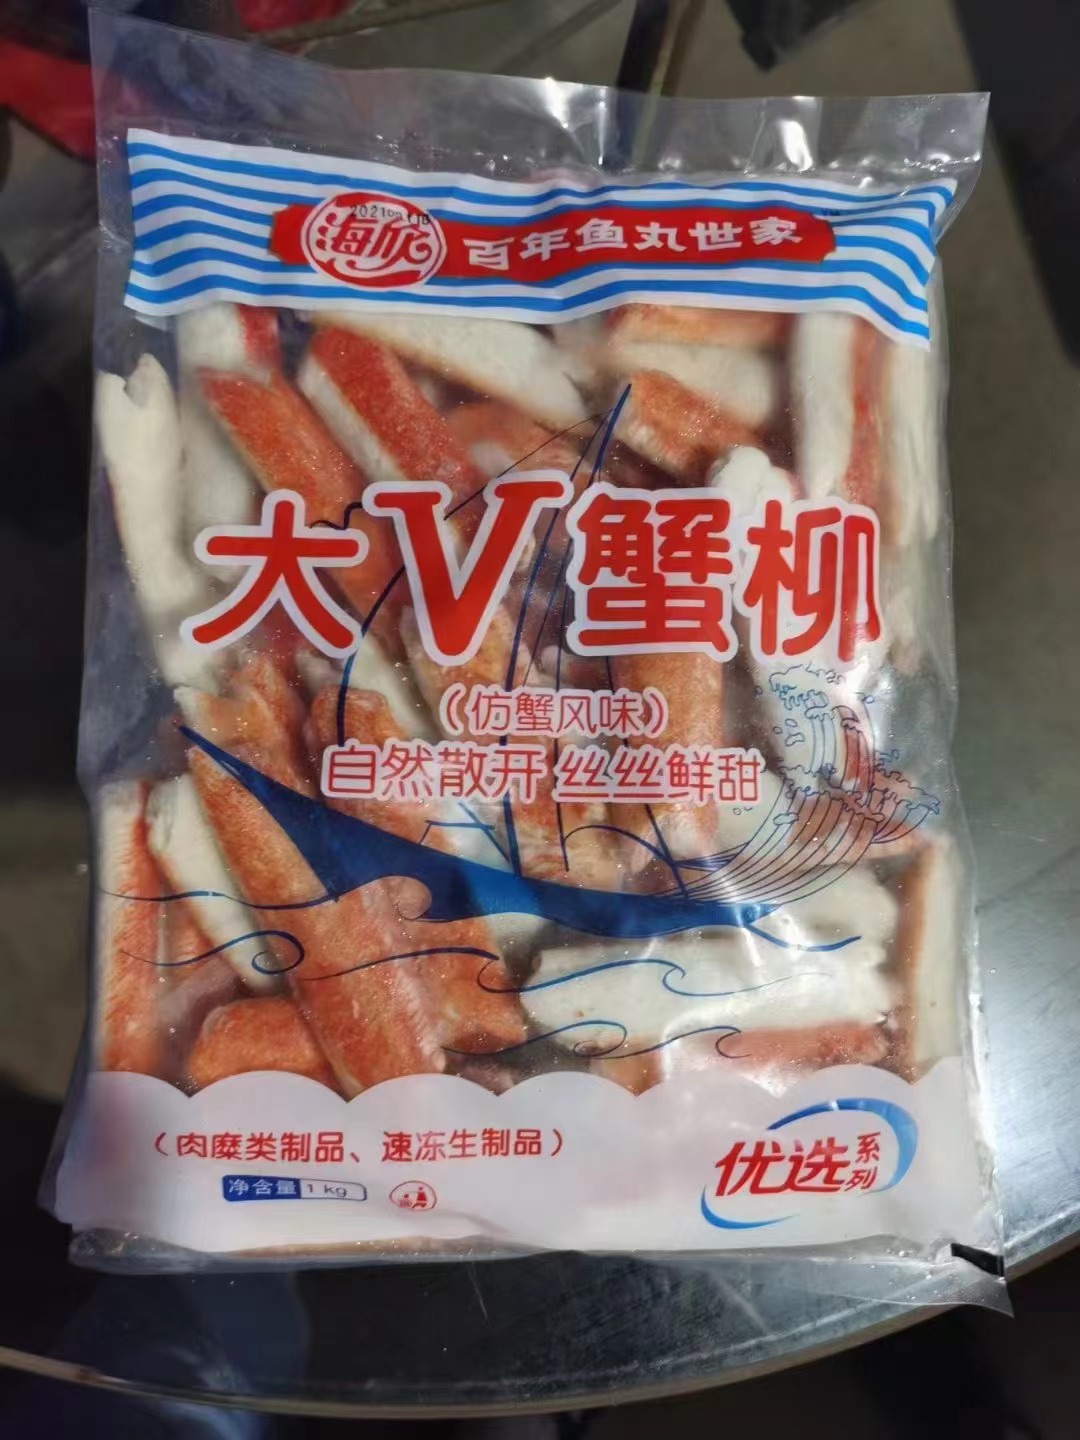 海欣 百年鱼丸世家
大V蟹柳
（仿蟹风味）
自然散开 丝丝鲜甜
（肉糜类制品、速冻生制品）
净含量 1 kg
优选系列